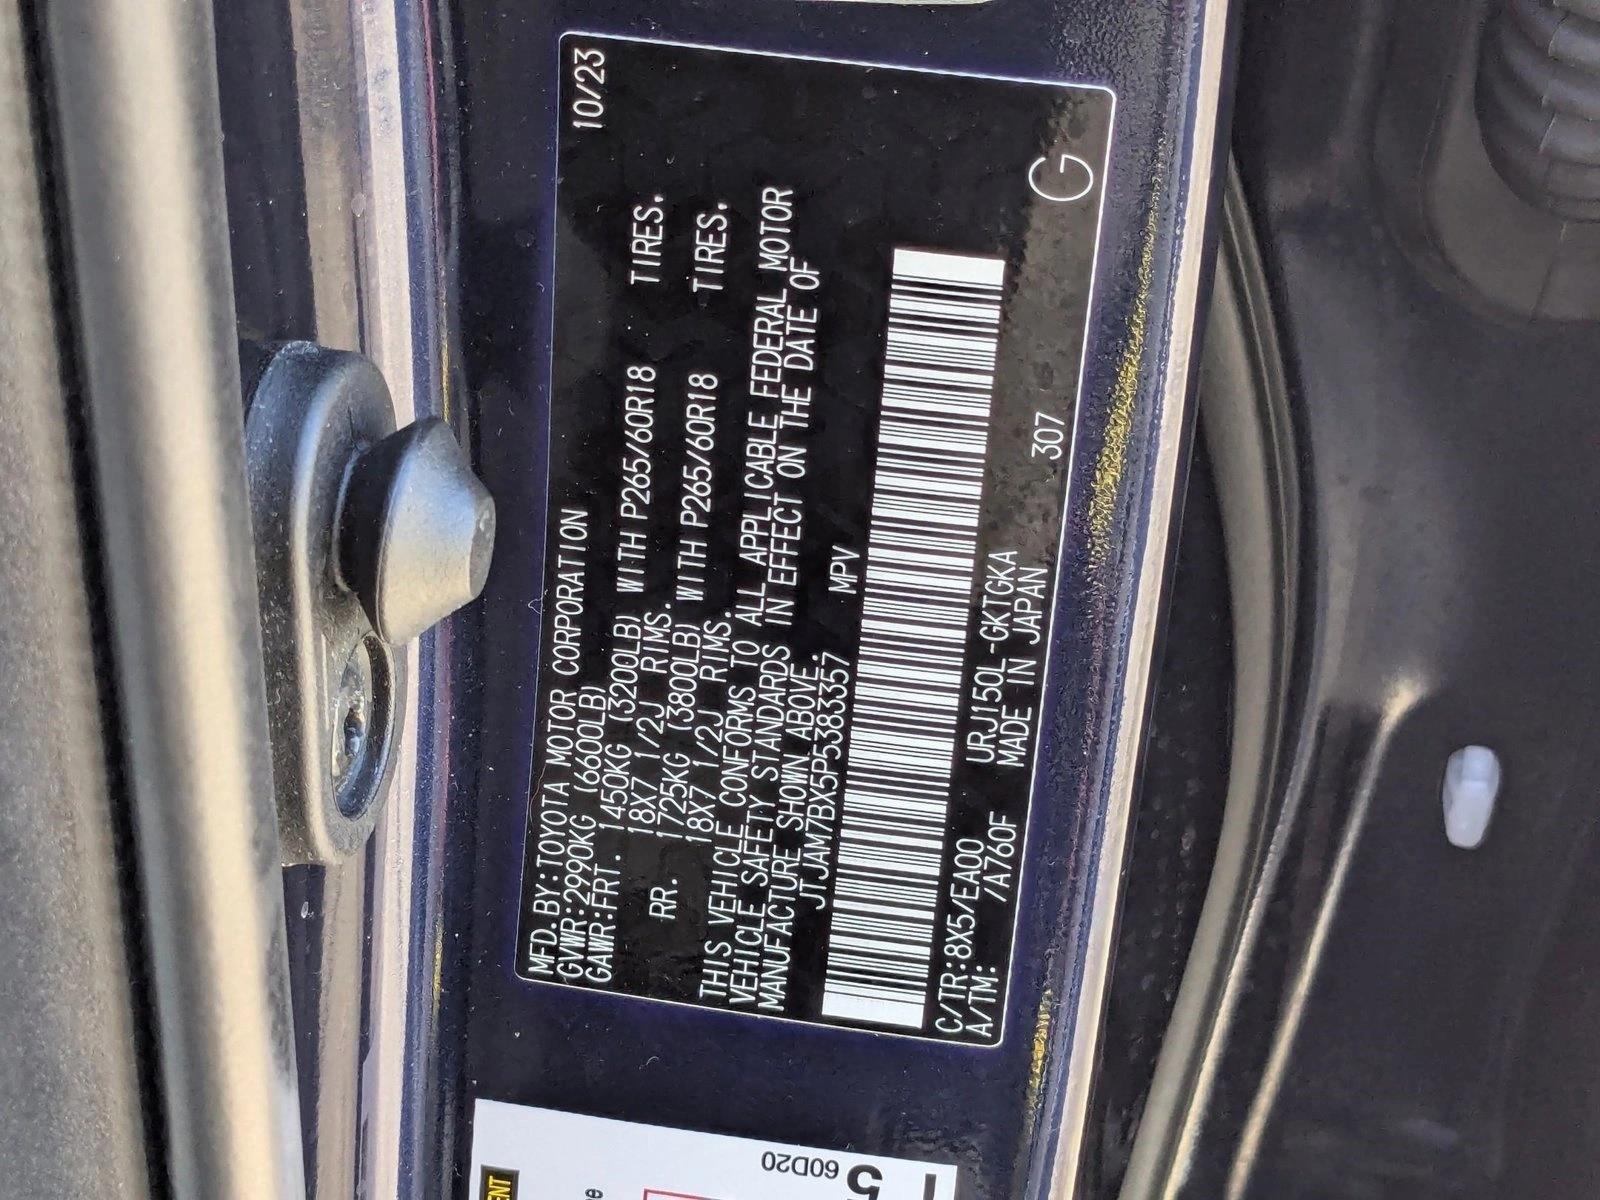 MFD.BY:TOYOTA MOTOR CORPORATION 10/23
GVWR:2990KG (6600LB)
GAWR:FRT. 1450KG (3200LB) WITH P265/60R18 TIRES.
18X7 1/2J RIMS.
RR. 1725KG (3800LB) WITH P265/60R18 TIRES.
18X7 1/2J RIMS.
THIS VEHICLE CONFORMS TO ALL APPLICABLE FEDERAL MOTOR
VEHICLE SAFETY STANDARDS IN EFFECT ON THE DATE OF
MANUFACTURE SHOWN ABOVE.
JTJAM7BX5P5383357 MPV
C/TR:8X5/EA00 URJ150L-GKTGKA
A/TM: /A760F MADE IN JAPAN 307
G
60D20
5